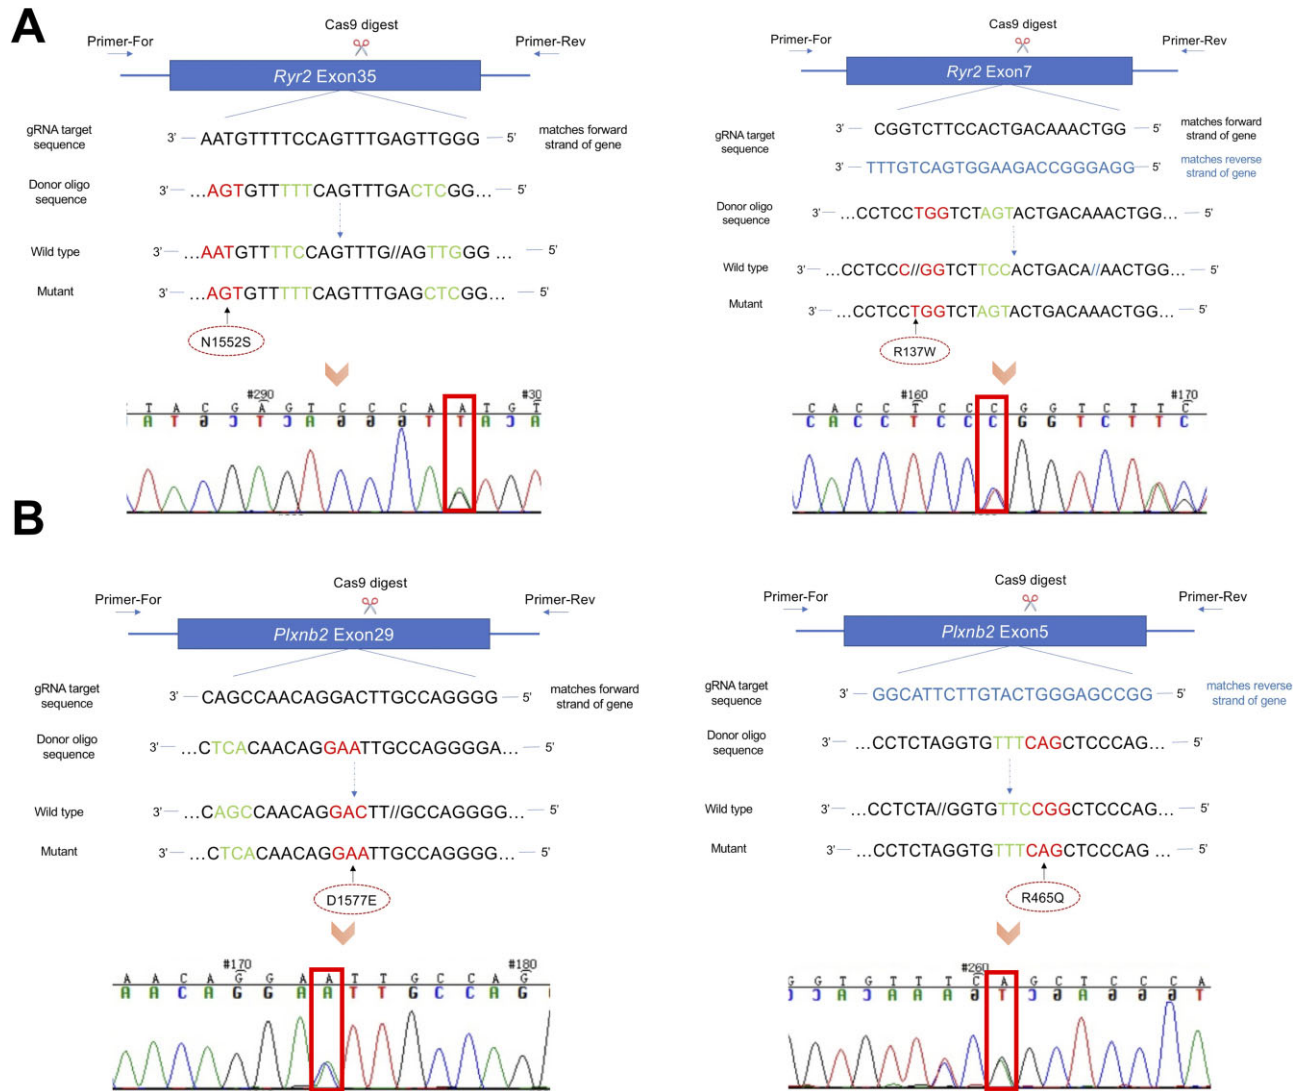 A
Cas9 digest
Primer-For
Primer-Rev
Ryr2 Exon35
gRNA target
sequence
3' AATGTTTTCCAGTTTGAGTTGGG 5'
matches forward
strand of gene
Donor oligo
sequence
3' ...AGTGTTTTTCAGTTTGACTCGG... 5'
Wild type
3' ...AATGTTTTCCAGTTTG//AGTTGGG ... 5'
Mutant
3' ...AGTGTTTTTCAGTTTGAGCTCGG... 5'
N1552S
#290
#30
T A C G A G T C C C A A T G T
A T G C T C A G G G T T A C A
Cas9 digest
Primer-For
Primer-Rev
Ryr2 Exon7
gRNA target
sequence
3' CGGTCTTCCACTGACAAACTGG 5'
matches forward
strand of gene
TTTGTCAGTGGAAGACCGGGAGG 5'
matches reverse
strand of gene
Donor oligo
sequence
3' ...CCTCCTGGTCTAGTACTGACAAACTGG... 5'
Wild type
3' ...CCTCCC//GGTCTTCCACTGACA//AACTGG... 5'
Mutant
3' ...CCTCCTGGTCTAGTACTGACAAACTGG... 5'
R137W
#160
#170
C A C C T C C C G G T C T T C
C A C C T C C C G G T C T T C
B
Cas9 digest
Primer-For
Primer-Rev
Plxnb2 Exon29
gRNA target
sequence
3' CAGCCAACAGGACTTGCCAGGGG 5'
matches forward
strand of gene
Donor oligo
sequence
3' ...CTCACAACAGGAATTGCCAGGGGA... 5'
Wild type
3' ...CAGCCAACAGGACTT//GCCAGGGG... 5'
Mutant
3' ...CTCACAACAGGAATTGCCAGGGG... 5'
D1577E
#170
#180
A A C A G G A A T T G C C A G
A A C A G G A A T T G C C A G
Cas9 digest
Primer-For
Primer-Rev
Plxnb2 Exon5
gRNA target
sequence
3' GGCATTCTTGTACTGGGAGCCGG 5'
matches reverse
strand of gene
Donor oligo
sequence
3' ...CCTCTAGGTGTTTCAGCTCCCAG... 5'
Wild type
3' ...CCTCTA//GGTGTTCCGGCTCCCAG... 5'
Mutant
3' ...CCTCTAGGTGTTTCAGCTCCCAG ... 5'
R465Q
#260
G G T G T T T C A G C T C C C A
C C A C A A A G T C G A G G G T